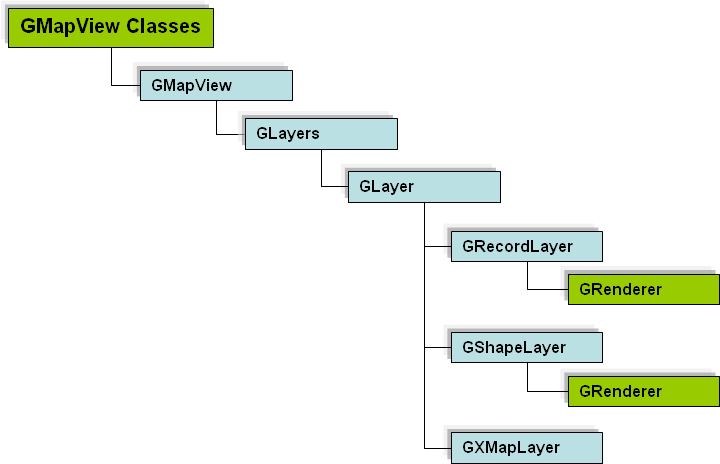 GMapView Classes
GMapView
GLayers
GLayer
GRecordLayer
GRenderer
GShapeLayer
GRenderer
GXMapLayer